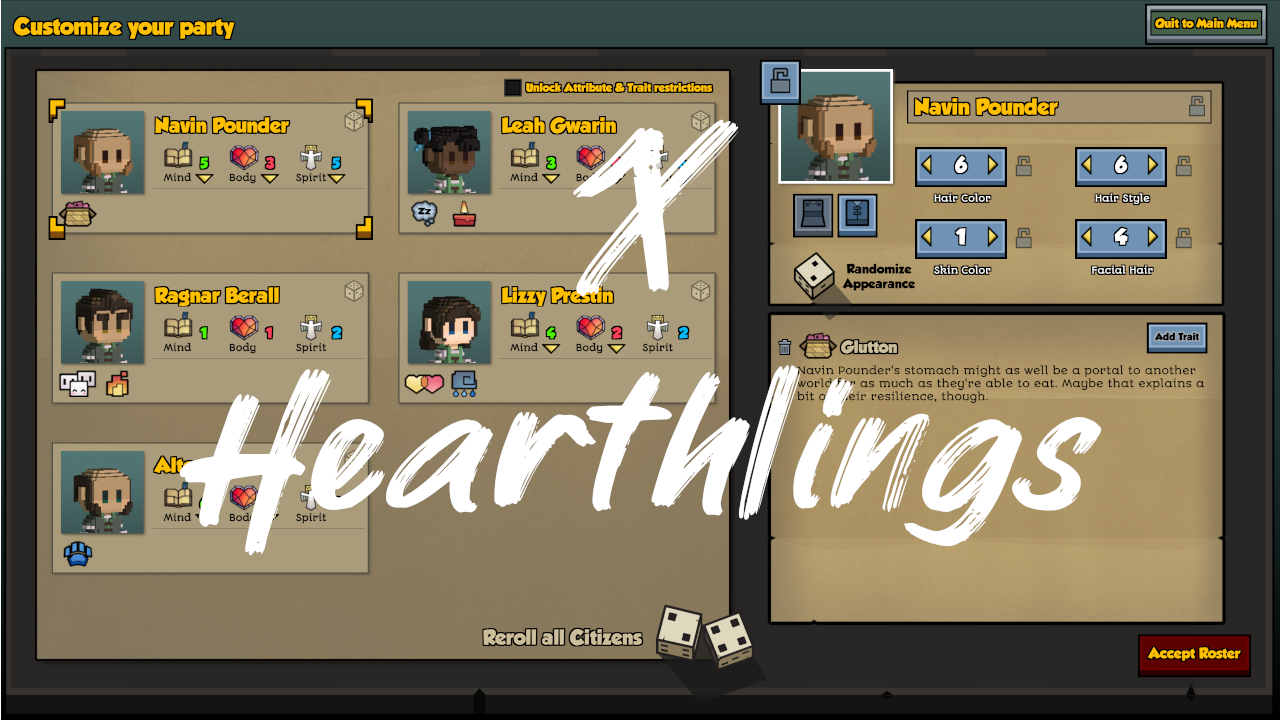 Customize your party
Quit to Main Menu
Unlock Attribute & Trait restrictions
Navin Pounder
5 3 5
Mind Body Spirit
Leah Gwarin
3
Mind
Ragnar Berall
1 1 2
Mind Body Spirit
Lizzy Prestin
4 2 2
Mind Body Spirit
Mind Spirit
Reroll all Citizens
Navin Pounder
6 6
Hair Color Hair Style
1 4
Skin Color Facial Hair
Randomize
Appearance
Glutton
Add Trait
Navin Pounder's stomach might as well be a portal to another
world for as much as they're able to eat. Maybe that explains a
bit of their resilience, though.
Accept Roster
X
Hearthlings